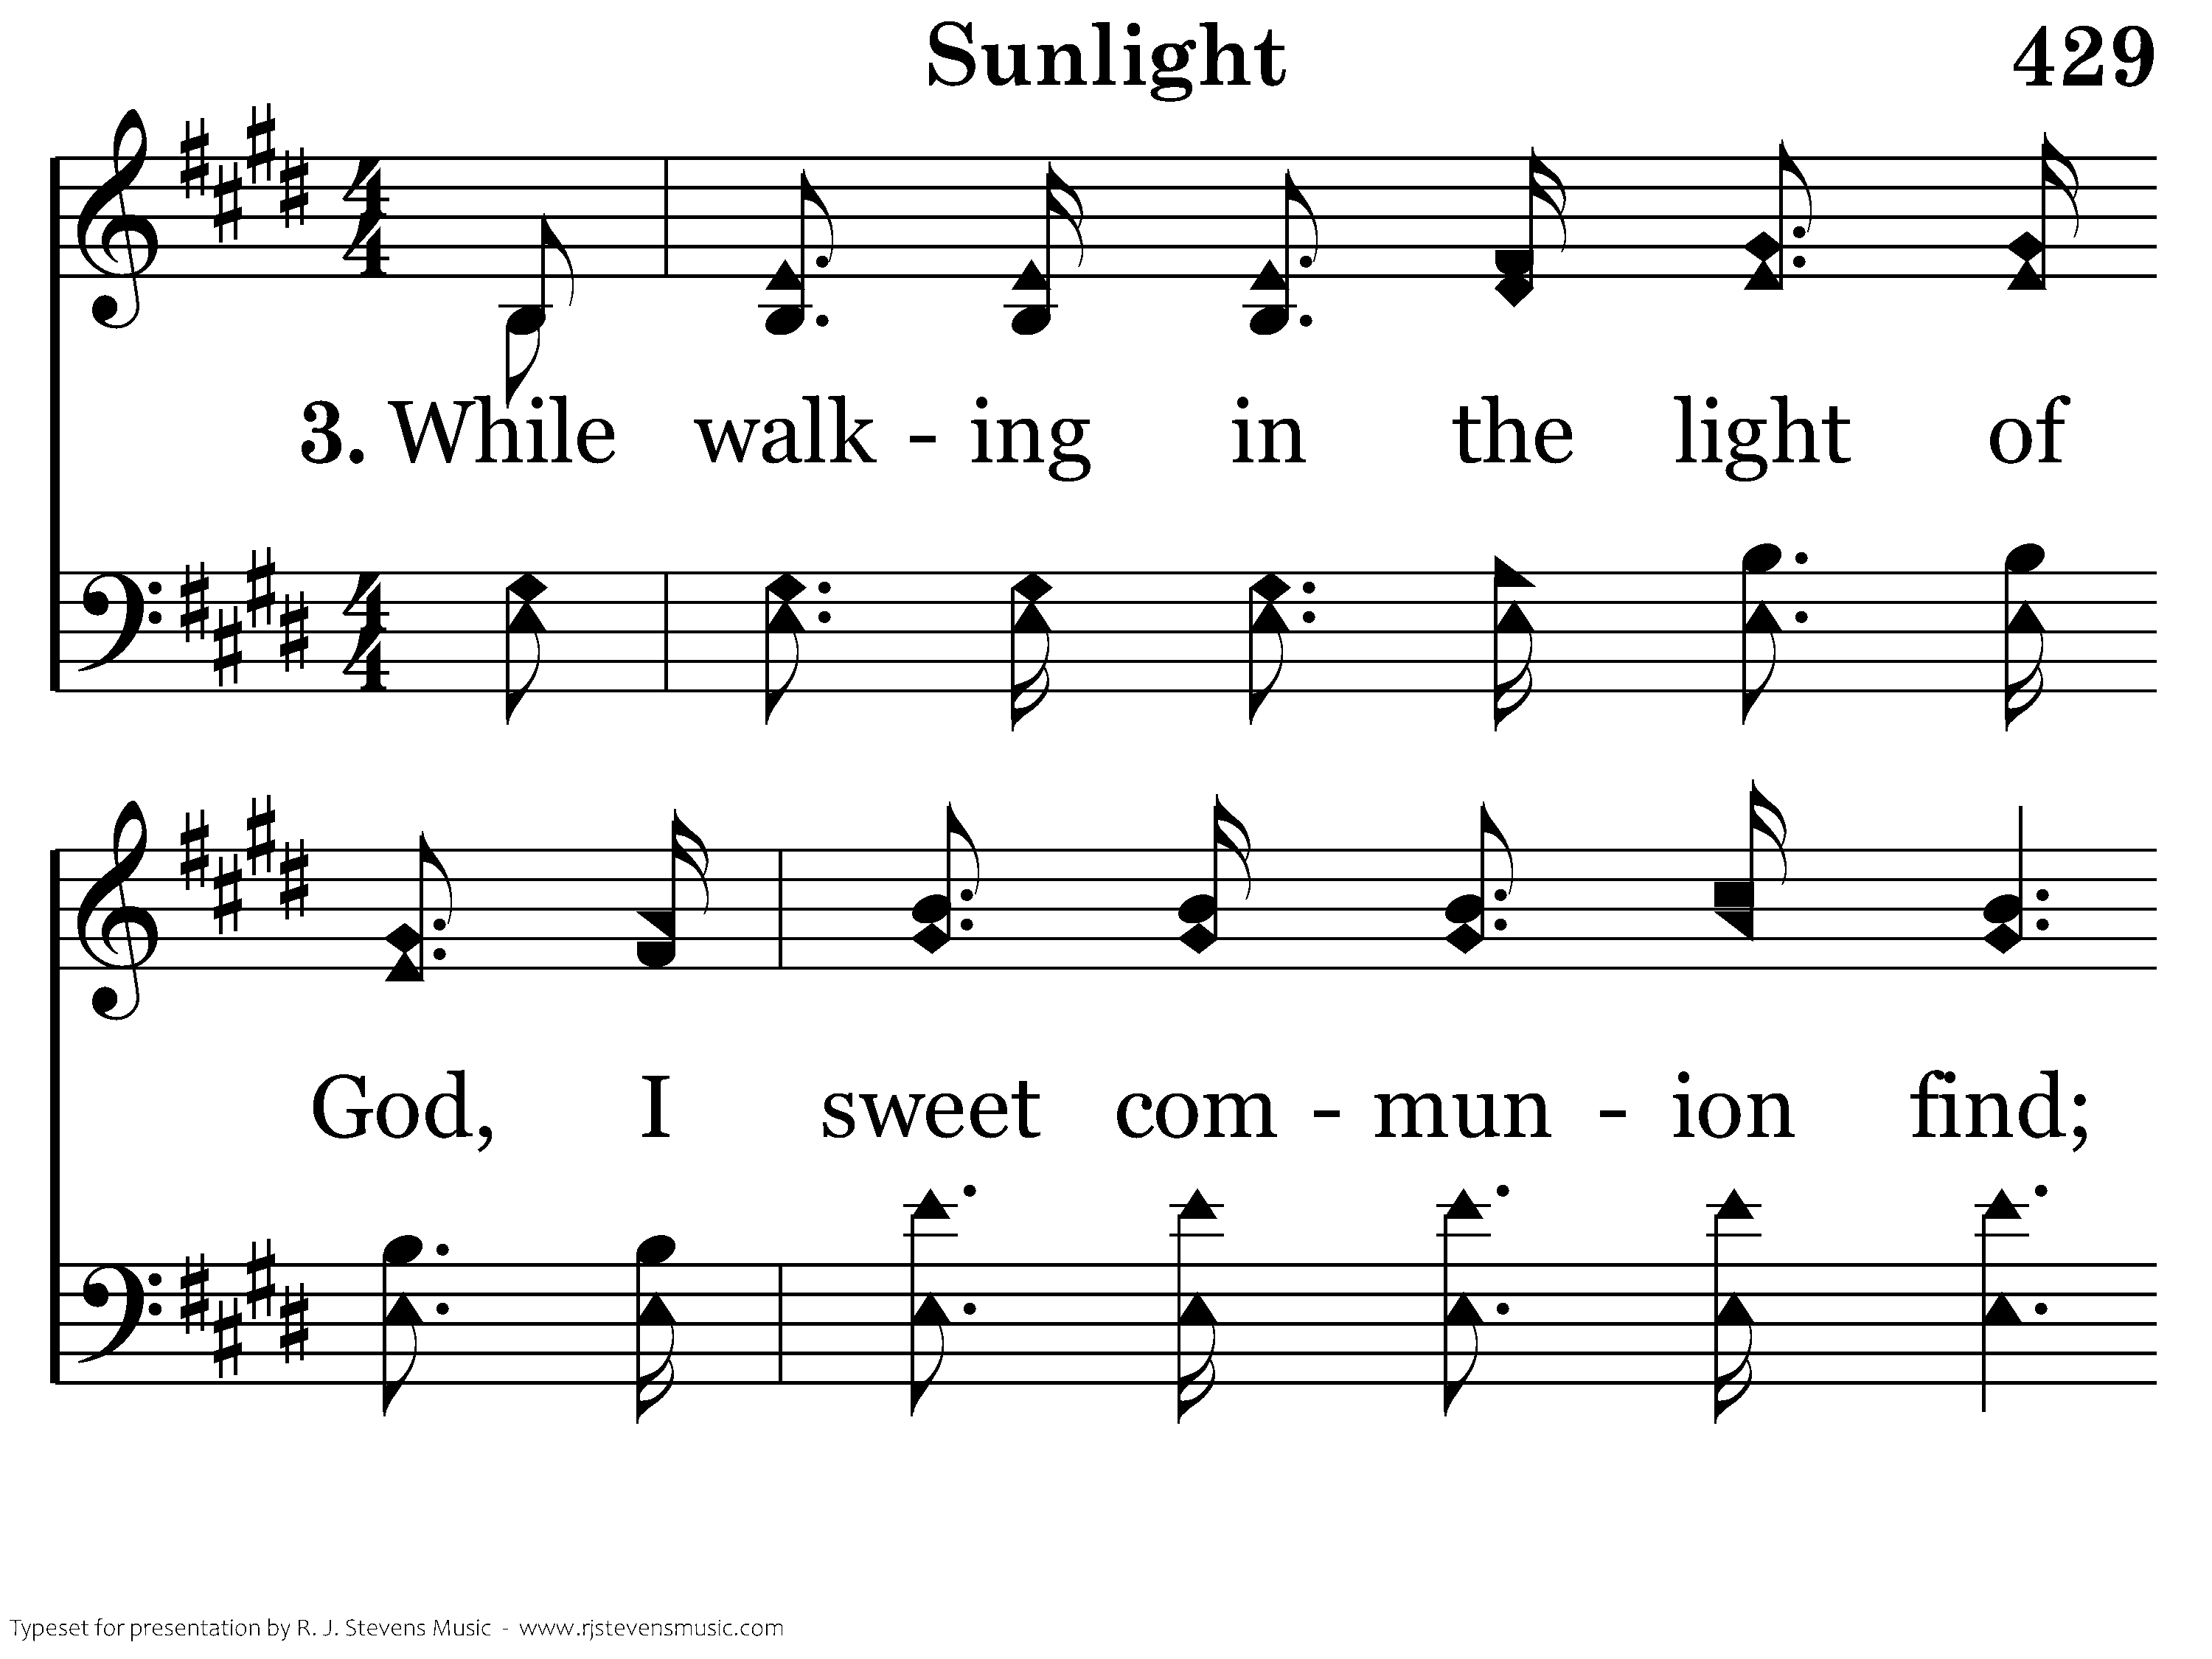 Sunlight 429
3. While walk - ing in the light of
God, I sweet com - mun - ion find;
Typeset for presentation by R. J. Stevens Music - www.rjstevensmusic.com